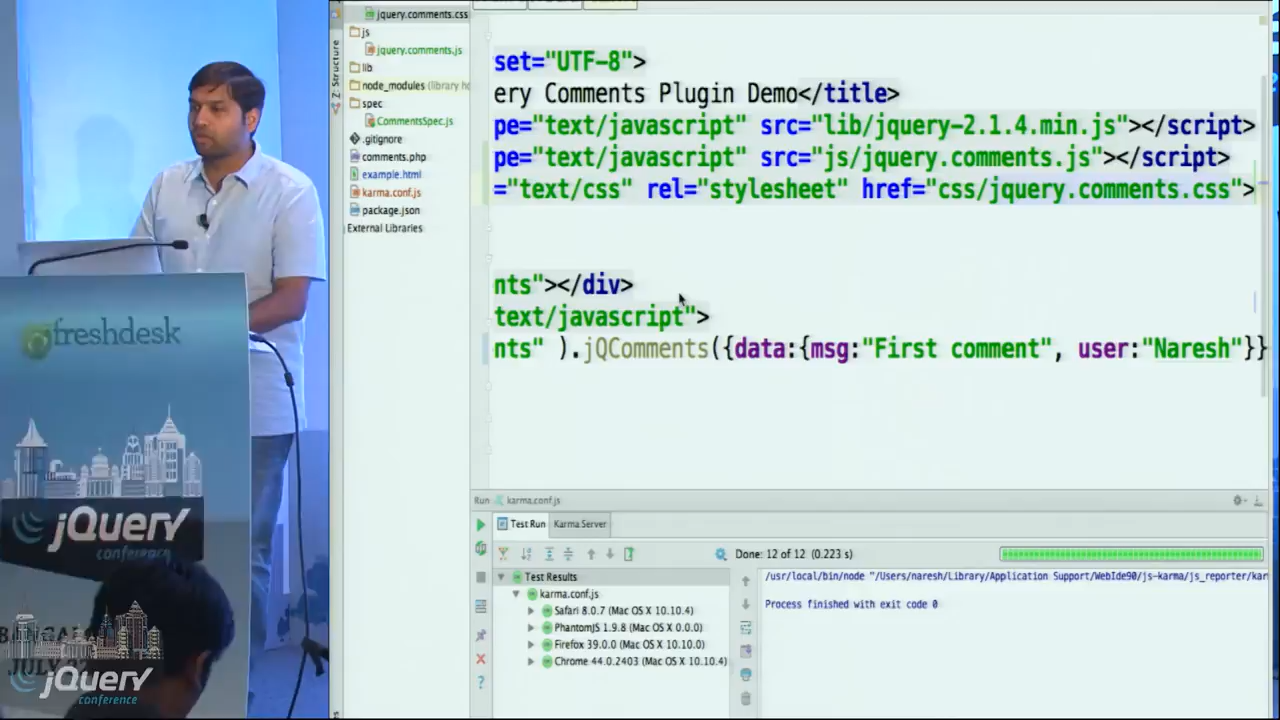 freshdesk
jQuery
conference
BANGAL
JULY
jQuery
conference
Z: Structure
jquery.comments.css
js
jquery.comments.js
lib
node_modules (library ho
spec
CommentsSpec.js
.gitignore
comments.php
example.html
karma.conf.js
package.json
External Libraries
set="UTF-8">
ery Comments Plugin Demo</title>
pe="text/javascript" src="lib/jquery-2.1.4.min.js"></script>
pe="text/javascript" src="js/jquery.comments.js"></script>
="text/css" rel="stylesheet" href="css/jquery.comments.css">
nts"></div>
text/javascript">
nts" ).jQComments({data:{msg:"First comment", user:"Naresh"}}
Run karma.conf.js
Test Run Karma Server
Done: 12 of 12 (0.223 s)
Test Results
karma.conf.js
Safari 8.0.7 (Mac OS X 10.10.4)
PhantomJS 1.9.8 (Mac OS X 0.0.0)
Firefox 39.0.0 (Mac OS X 10.10.0)
Chrome 44.0.2403 (Mac OS X 10.10.4)
/usr/local/bin/node "/Users/naresh/Library/Application Support/WebIde90/js-karma/js_reporter/kar
Process finished with exit code 0